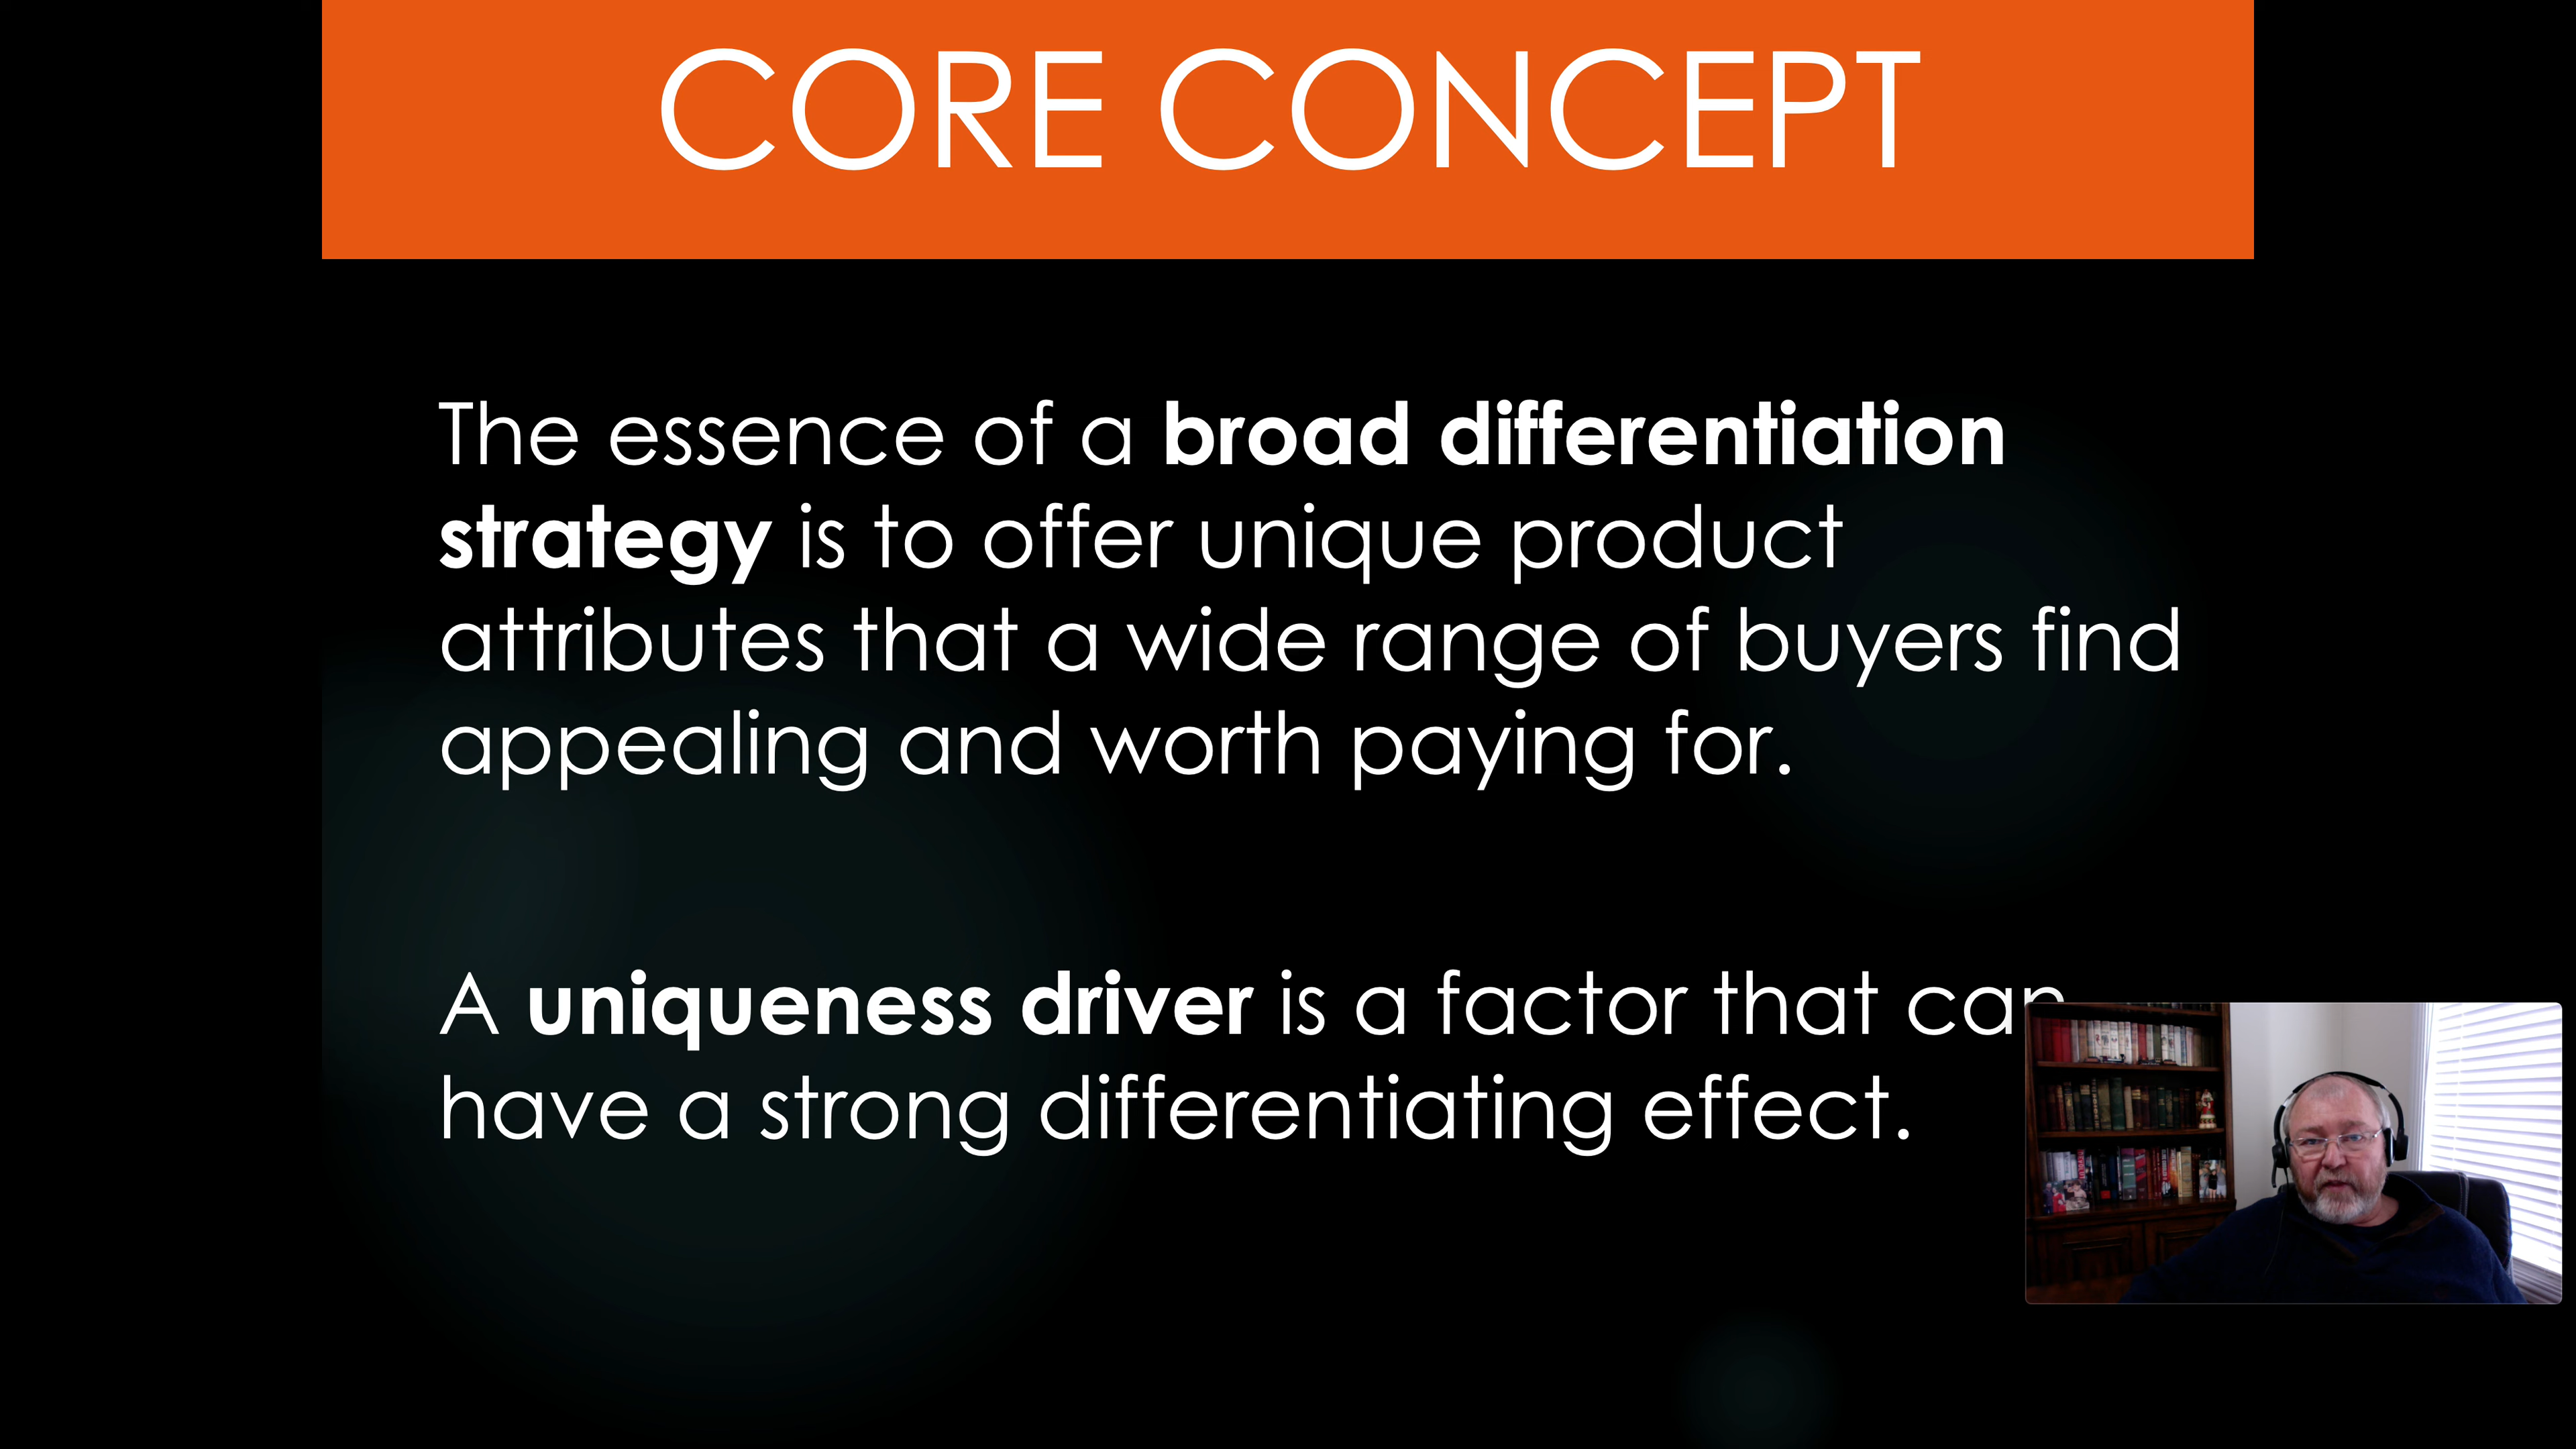 CORE CONCEPT
The essence of a broad differentiation
strategy is to offer unique product
attributes that a wide range of buyers find
appealing and worth paying for.
A uniqueness driver is a factor that can
have a strong differentiating effect.